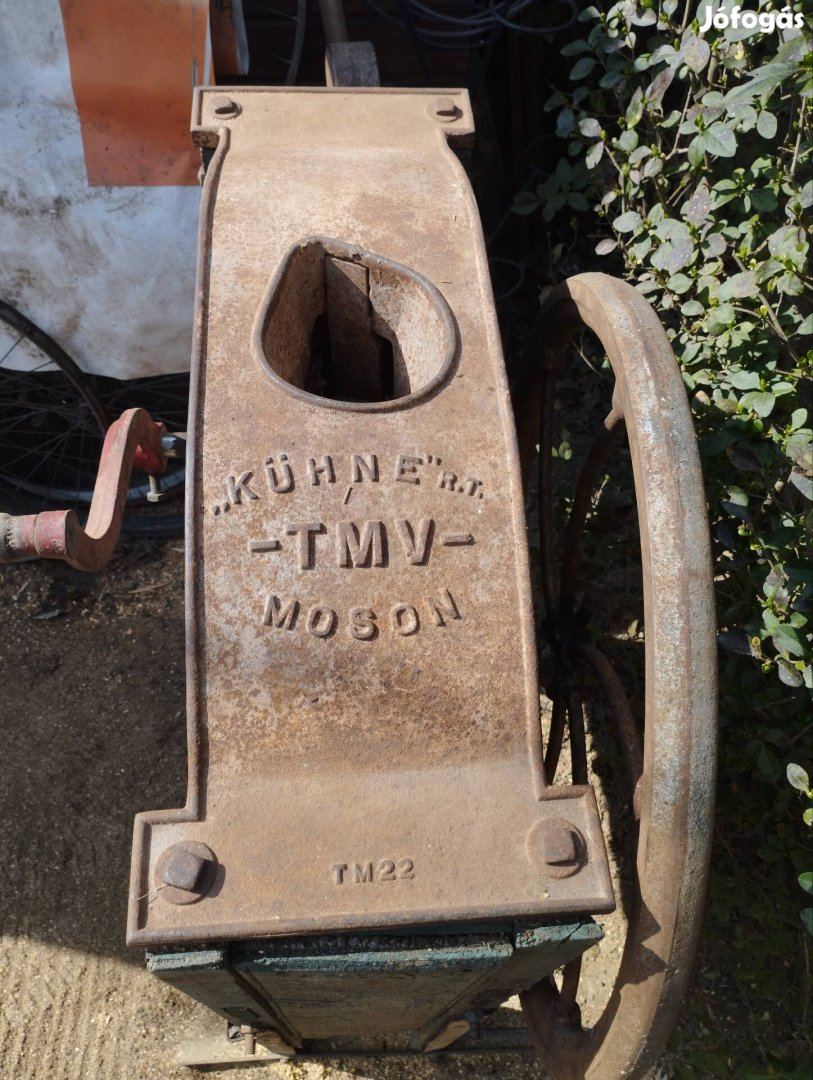 Jófogás
„KÜHNE" R.T.
-TMV-
MOSON
TM22